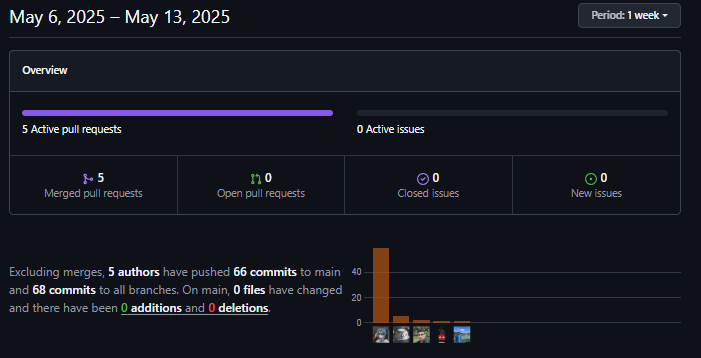 May 6, 2025 – May 13, 2025
Period: 1 week
Overview
5 Active pull requests
0 Active issues
5
Merged pull requests
0
Open pull requests
0
Closed issues
0
New issues
Excluding merges, 5 authors have pushed 66 commits to main
and 68 commits to all branches. On main, 0 files have changed
and there have been 0 additions and 0 deletions.
40
20
0